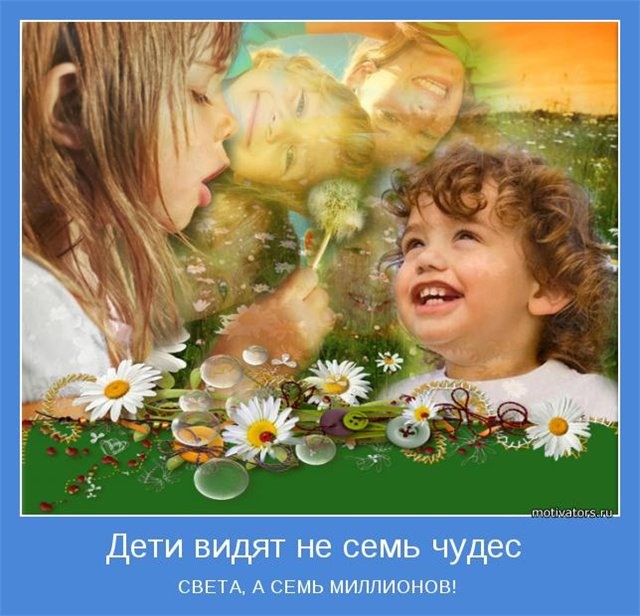 motivators.ru
Дети видят не семь чудес
СВЕТА, А СЕМЬ МИЛЛИОНОВ!